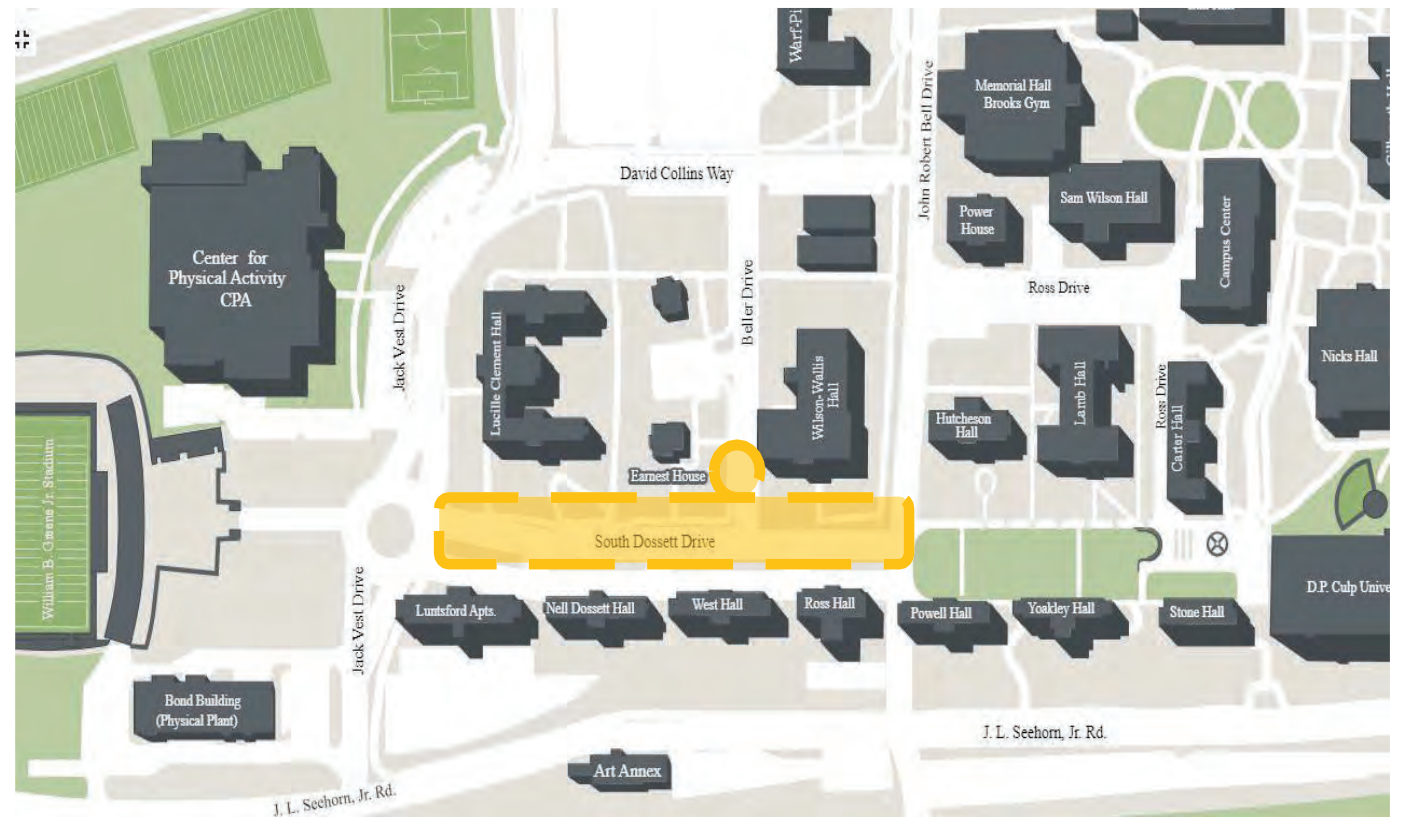 Warf-Pi
Memorial Hall
Brooks Gym
John Robert Bell Drive
David Collins Way
Sam Wilson Hall
Power
House
Campus Center
Center for
Physical Activity
CPA
Ross Drive
Jack Vest Drive
Beller Drive
Lucille Clement Hall
Wilson-Wallis
Hall
Nicks Hall
Lamb Hall
Ross Drive
Carter Hall
Hutcheson
Hall
Earnest House
William B. Greene Jr. Stadium
South Dossett Drive
D.P. Culp Unive
Luntsford Apts.
Nell Dossett Hall
West Hall
Ross Hall
Powell Hall
Yoakley Hall
Stone Hall
Jack Vest Drive
Bond Building
(Physical Plant)
J. L. Seehorn, Jr. Rd.
Art Annex
J. L. Seehorn, Jr. Rd.